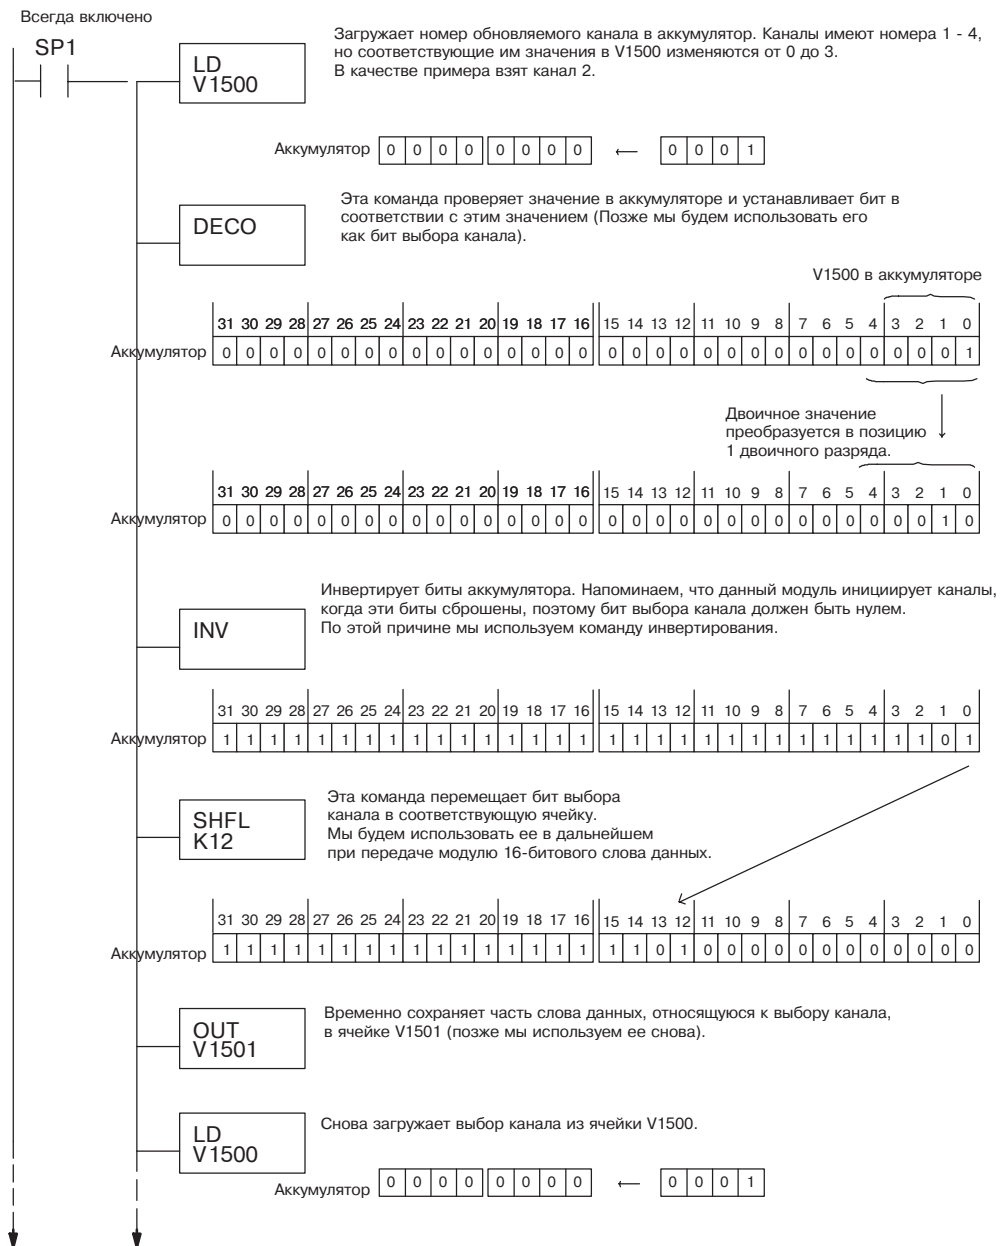 Всегда включено
SP1
LD
V1500
Загружает номер обновляемого канала в аккумулятор. Каналы имеют номера 1 - 4,
но соответствующие им значения в V1500 изменяются от 0 до 3.
В качестве примера взят канал 2.
Аккумулятор 0 0 0 0 0 0 0 0 ← 0 0 0 1
DECO
Эта команда проверяет значение в аккумуляторе и устанавливает бит в
соответствии с этим значением (Позже мы будем использовать его
как бит выбора канала).
V1500 в аккумуляторе
31 30 29 28 27 26 25 24 23 22 21 20 19 18 17 16 15 14 13 12 11 10 9 8 7 6 5 4 3 2 1 0
Аккумулятор 0 0 0 0 0 0 0 0 0 0 0 0 0 0 0 0 0 0 0 0 0 0 0 0 0 0 0 0 0 0 0 1
Двоичное значение
преобразуется в позицию
1 двоичного разряда.
31 30 29 28 27 26 25 24 23 22 21 20 19 18 17 16 15 14 13 12 11 10 9 8 7 6 5 4 3 2 1 0
Аккумулятор 0 0 0 0 0 0 0 0 0 0 0 0 0 0 0 0 0 0 0 0 0 0 0 0 0 0 0 0 0 0 1 0
INV
Инвертирует биты аккумулятора. Напоминаем, что данный модуль инициирует каналы,
когда эти биты сброшены, поэтому бит выбора канала должен быть нулем.
По этой причине мы используем команду инвертирования.
31 30 29 28 27 26 25 24 23 22 21 20 19 18 17 16 15 14 13 12 11 10 9 8 7 6 5 4 3 2 1 0
Аккумулятор 1 1 1 1 1 1 1 1 1 1 1 1 1 1 1 1 1 1 1 1 1 1 1 1 1 1 1 1 1 1 0 1
SHFL
K12
Эта команда перемещает бит выбора
канала в соответствующую ячейку.
Мы будем использовать ее в дальнейшем
при передаче модулю 16-битового слова данных.
31 30 29 28 27 26 25 24 23 22 21 20 19 18 17 16 15 14 13 12 11 10 9 8 7 6 5 4 3 2 1 0
Аккумулятор 1 1 1 1 1 1 1 1 1 1 1 1 1 1 1 1 1 1 0 1 0 0 0 0 0 0 0 0 0 0 0 0
OUT
V1501
Временно сохраняет часть слова данных, относящуюся к выбору канала,
в ячейке V1501 (позже мы используем ее снова).
LD
V1500
Снова загружает выбор канала из ячейки V1500.
Аккумулятор 0 0 0 0 0 0 0 0 ← 0 0 0 1